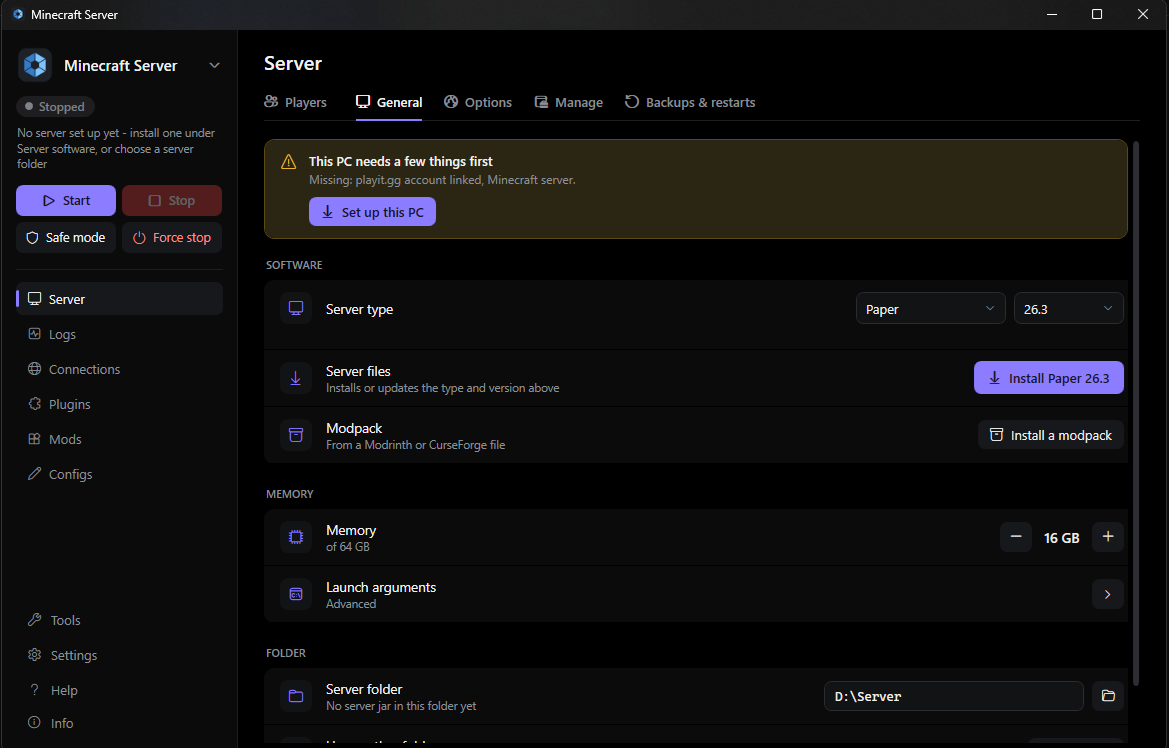 Minecraft Server
Minecraft Server
Stopped
No server set up yet - install one under
Server software, or choose a server
folder
Start
Stop
Safe mode
Force stop
Server
Logs
Connections
Plugins
Mods
Configs
Tools
Settings
Help
Info
Server
Players
General
Options
Manage
Backups & restarts
This PC needs a few things first
Missing: playit.gg account linked, Minecraft server.
Set up this PC
SOFTWARE
Server type
Paper
26.3
Server files
Installs or updates the type and version above
Install Paper 26.3
Modpack
From a Modrinth or CurseForge file
Install a modpack
MEMORY
Memory
of 64 GB
16 GB
Launch arguments
Advanced
FOLDER
Server folder
No server jar in this folder yet
D:\Server